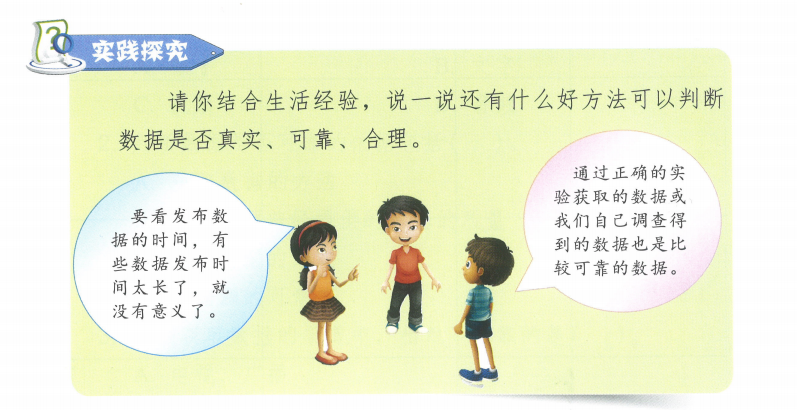 实践探究
请你结合生活经验，说一说还有什么好方法可以判断
数据是否真实、可靠、合理。
要看发布数
据的时间，有
些数据发布时
间太长了，就
没有意义了。
通过正确的实
验获取的数据或
我们自己调查得
到的数据也是比
较可靠的数据。